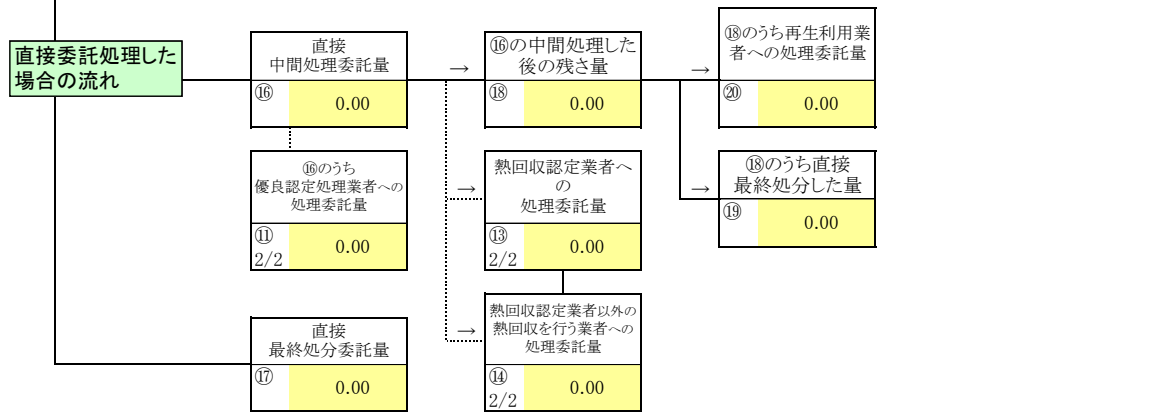 直接委託処理した
場合の流れ
直接
中間処理委託量
⑯
0.00
→
⑯の中間処理した
後の残さ量
⑱
0.00
→
⑱のうち再生利用業
者への処理委託量
⑳
0.00
⑯のうち
優良認定処理業者への
処理委託量
⑪
2/2
0.00
→
熱回収認定業者へ
の
処理委託量
⑬
2/2
0.00
→
⑱のうち直接
最終処分した量
⑲
0.00
直接
最終処分委託量
⑰
0.00
→
熱回収認定業者以外の
熱回収を行う業者への
処理委託量
⑭
2/2
0.00